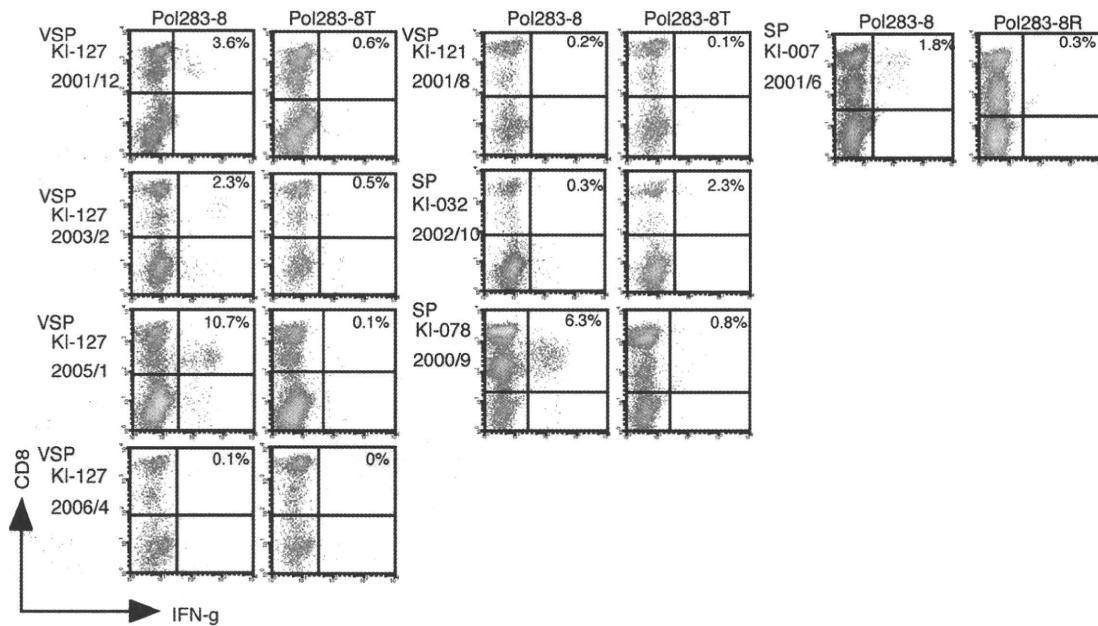 Pol283-8 Pol283-8T
VSP
KI-127
2001/12
3.6% 0.6%
VSP
KI-127
2003/2
2.3% 0.5%
VSP
KI-127
2005/1
10.7% 0.1%
VSP
KI-127
2006/4
0.1% 0%
Pol283-8 Pol283-8T
VSP
KI-121
2001/8
0.2% 0.1%
SP
KI-032
2002/10
0.3% 2.3%
SP
KI-078
2000/9
6.3% 0.8%
Pol283-8 Pol283-8R
SP
KI-007
2001/6
1.8% 0.3%
CD8
IFN-g